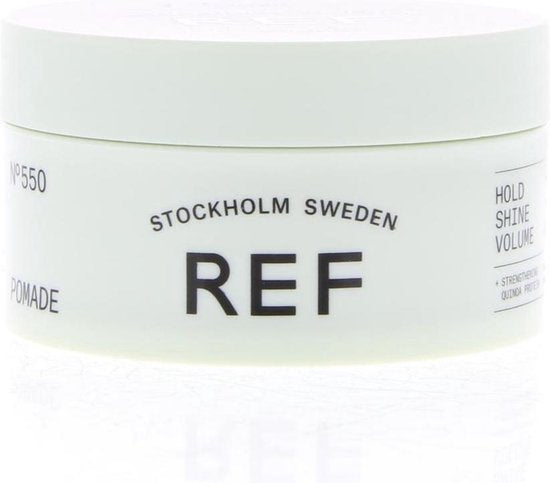 Nº550
POMADE
STOCKHOLM SWEDEN
REF
HOLD
SHINE
VOLUME
+ STRENGTHENING
QUINOA PROTEIN